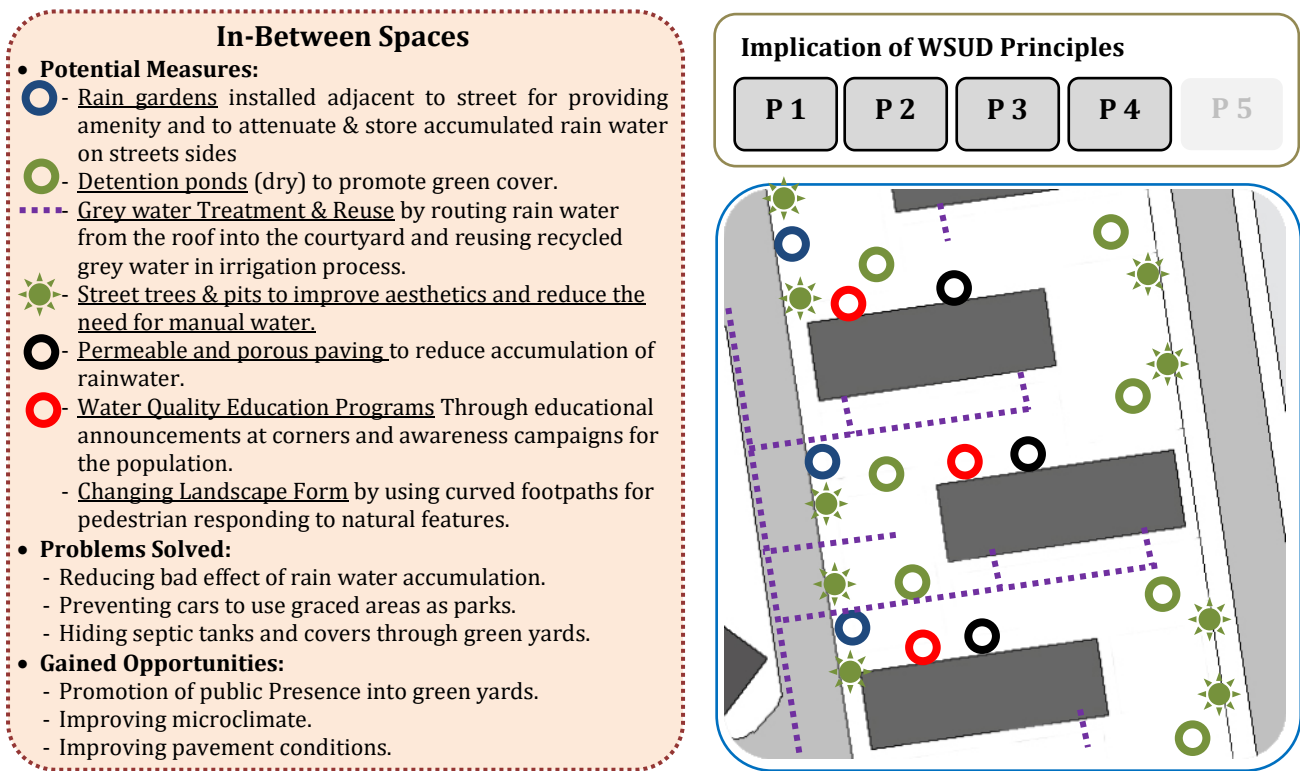 In-Between Spaces
• Potential Measures:
- Rain gardens installed adjacent to street for providing
amenity and to attenuate & store accumulated rain water
on streets sides
- Detention ponds (dry) to promote green cover.
- Grey water Treatment & Reuse by routing rain water
from the roof into the courtyard and reusing recycled
grey water in irrigation process.
- Street trees & pits to improve aesthetics and reduce the
need for manual water.
- Permeable and porous paving to reduce accumulation of
rainwater.
- Water Quality Education Programs Through educational
announcements at corners and awareness campaigns for
the population.
- Changing Landscape Form by using curved footpaths for
pedestrian responding to natural features.
• Problems Solved:
- Reducing bad effect of rain water accumulation.
- Preventing cars to use graced areas as parks.
- Hiding septic tanks and covers through green yards.
• Gained Opportunities:
- Promotion of public Presence into green yards.
- Improving microclimate.
- Improving pavement conditions.
Implication of WSUD Principles
P 1 P 2 P 3 P 4 P 5